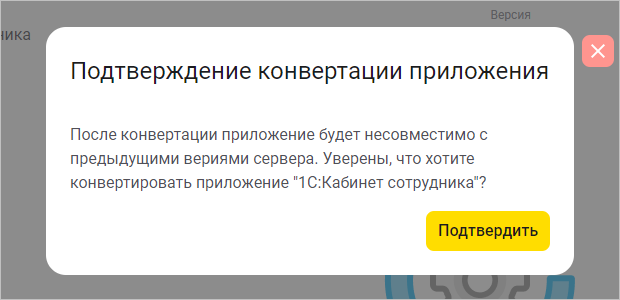 Версия
ника
Подтверждение конвертации приложения
После конвертации приложение будет несовместимо с
предыдущими вериями сервера. Уверены, что хотите
конвертировать приложение "1С:Кабинет сотрудника"?
Подтвердить